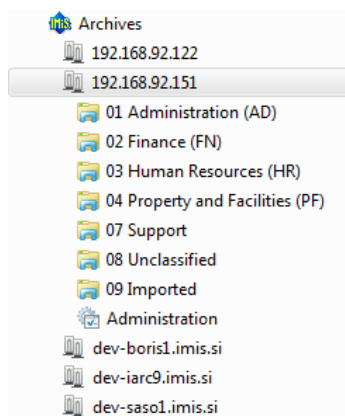 IMiS Archives
192.168.92.122
192.168.92.151
01 Administration (AD)
02 Finance (FN)
03 Human Resources (HR)
04 Property and Facilities (PF)
07 Support
08 Unclassified
09 Imported
Administration
dev-boris1.imis.si
dev-iarc9.imis.si
dev-saso1.imis.si